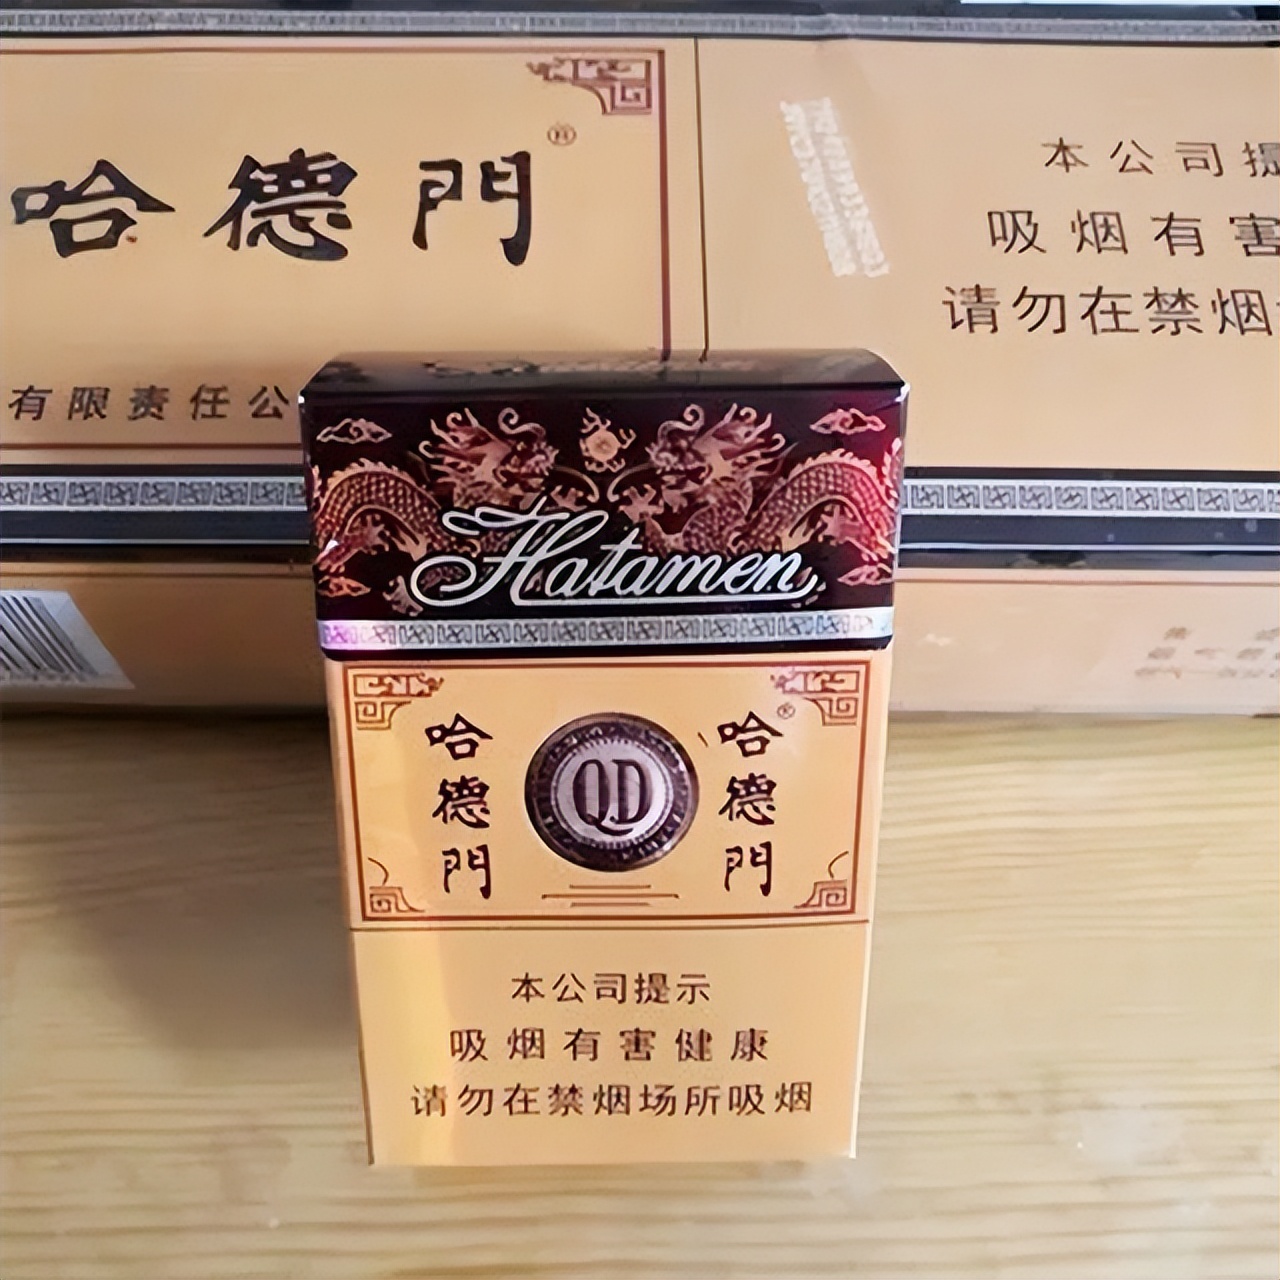 哈德門®
本公司提
吸烟有害
请勿在禁烟
有限责任公
Hatamen
哈德門
QD
哈德門®
本公司提示
吸烟有害健康
请勿在禁烟场所吸烟